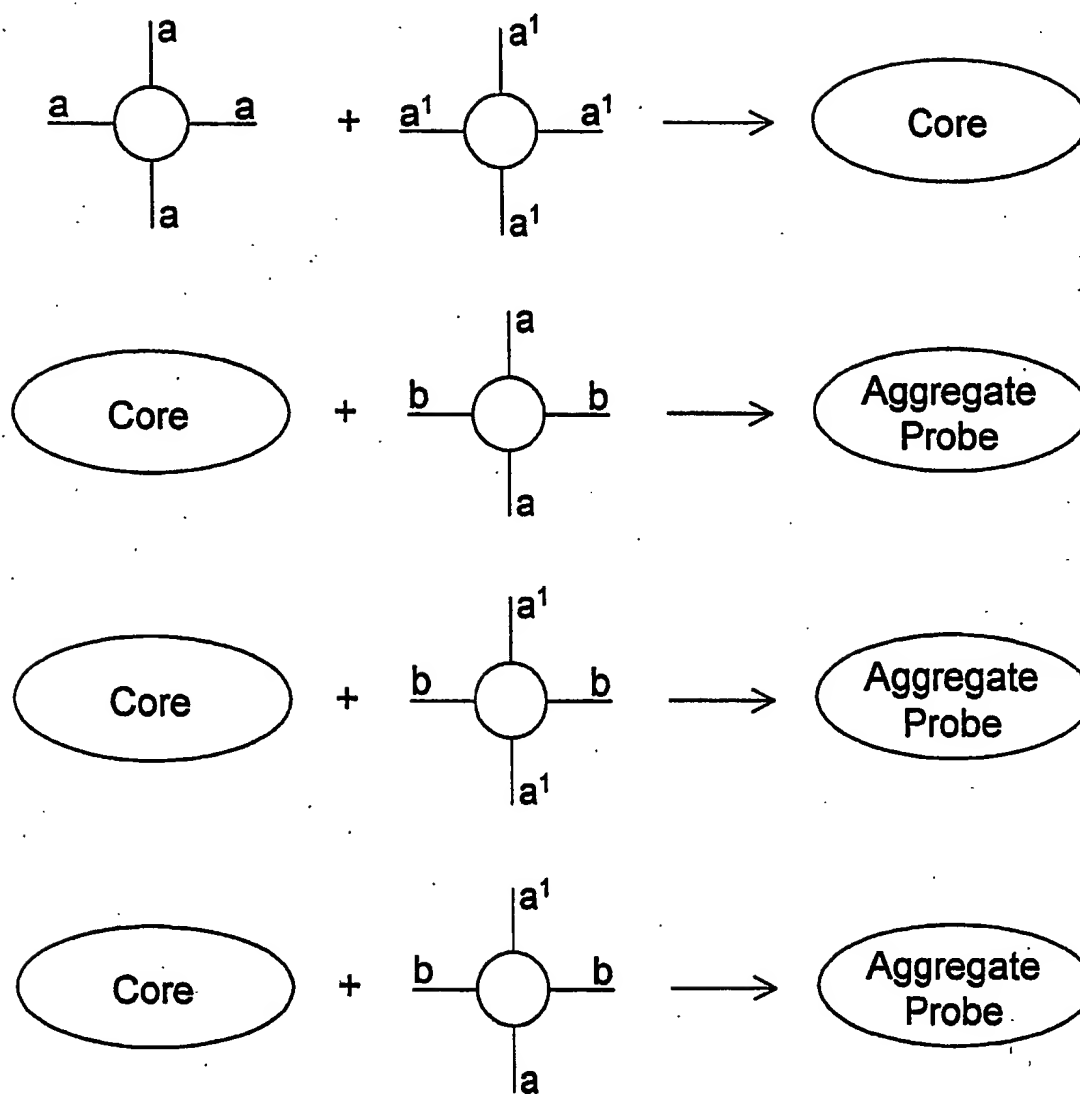 a a¹
a a + a¹ a¹ Core
a a¹
a
Core + b b Aggregate Probe
a
a¹
Core + b b Aggregate Probe
a¹
a¹
Core + b b Aggregate Probe
a